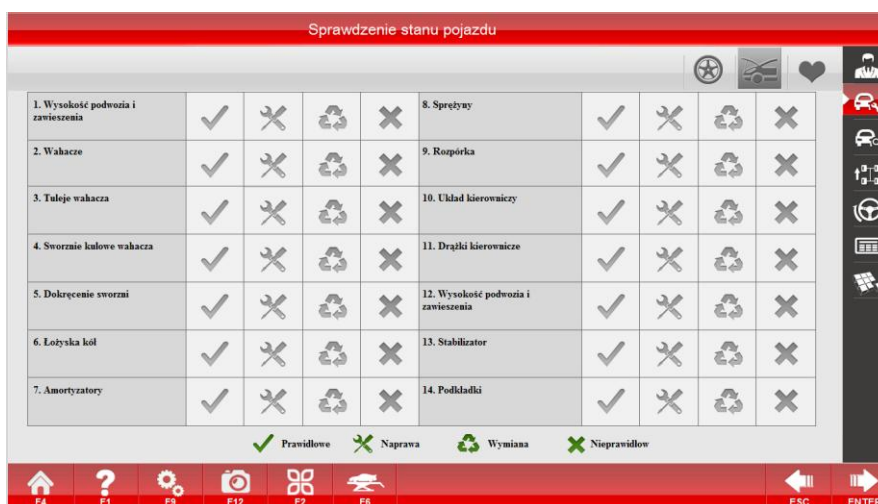 Sprawdzenie stanu pojazdu
1. Wysokość podwozia i
zawieszenia
8. Sprężyny
2. Wahacze
9. Rozpórka
3. Tuleje wahacza
10. Układ kierowniczy
4. Sworznie kulowe wahacza
11. Drążki kierownicze
5. Dokręcenie sworzni
12. Wysokość podwozia i
zawieszenia
6. Łożyska kół
13. Stabilizator
7. Amortyzatory
14. Podkładki
Prawidłowe Naprawa Wymiana Nieprawidłow
F4 F1 F9 F12 F2 F6 ESC ENTER